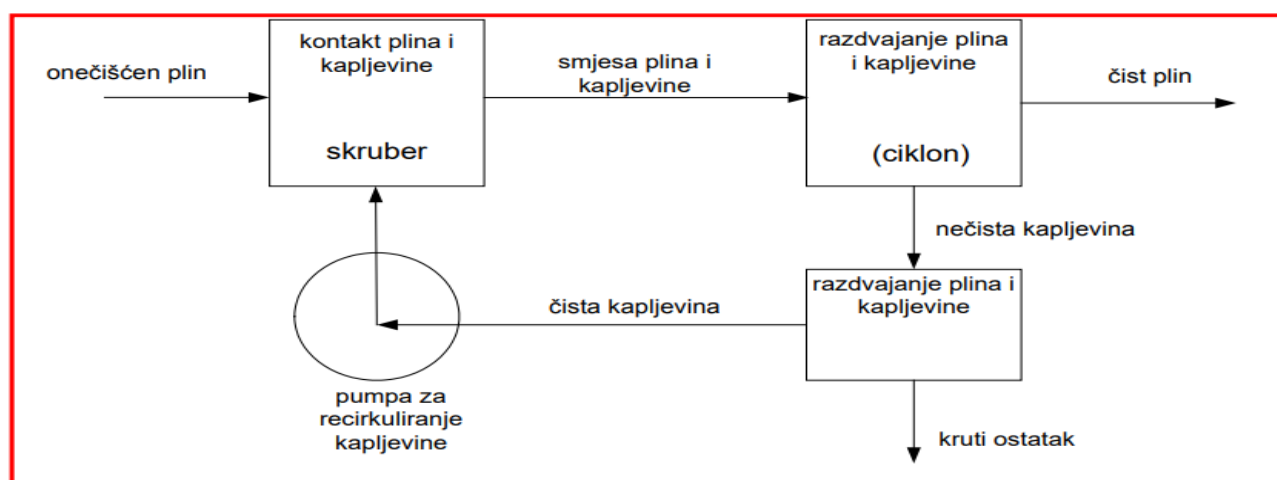 onečišćen plin
kontakt plina i
kapljevine
skruber
smjesa plina i
kapljevine
razdvajanje plina
i kapljevine
(ciklon)
čist plin
nečista kapljevina
razdvajanje plina i
kapljevine
čista kapljevina
pumpa za
recirkuliranje
kapljevine
kruti ostatak